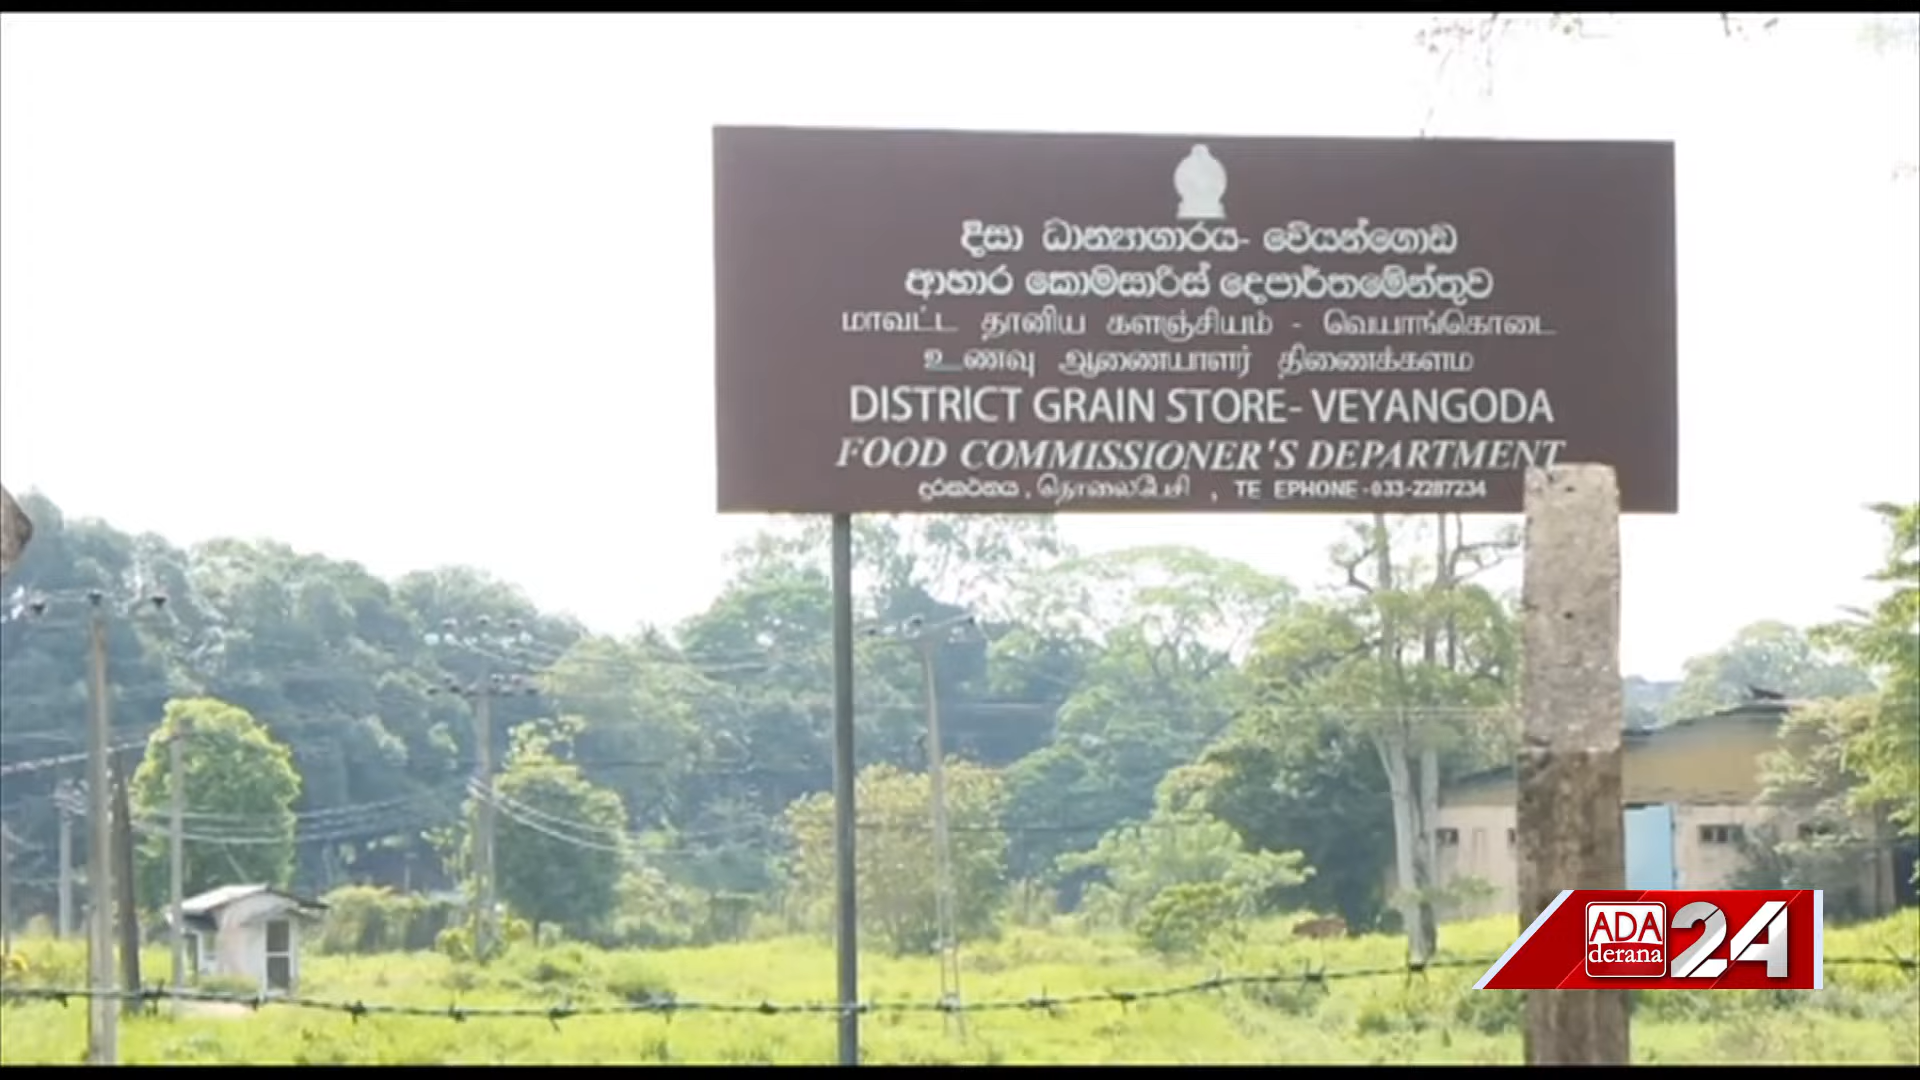 දිසා ධාන්‍යාගාරය- වේයන්ගොඩ
ආහාර කොමසාරිස් දෙපාර්තමේන්තුව
மாவட்ட தானிய களஞ்சியம் - வெயாங்கொடை
உணவு ஆணையாளர் திணைக்களம
DISTRICT GRAIN STORE- VEYANGODA
FOOD COMMISSIONER'S DEPARTMENT
දුරකථනය , தொலைபேசி , TE EPHONE-033-2287234
ADA derana 24